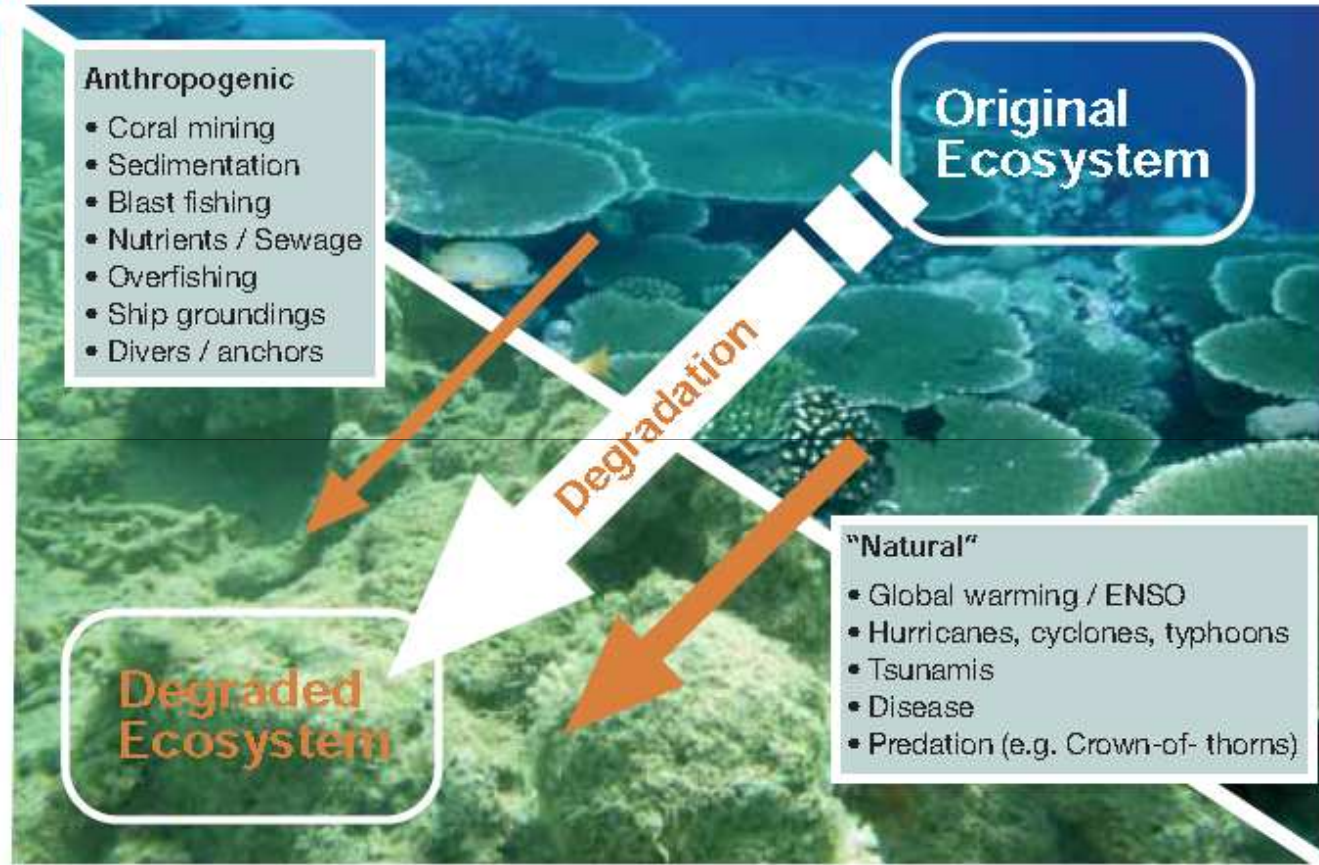 Anthropogenic
• Coral mining
• Sedimentation
• Blast fishing
• Nutrients / Sewage
• Overfishing
• Ship groundings
• Divers / anchors
Original
Ecosystem
Degradation
"Natural"
• Global warming / ENSO
• Hurricanes, cyclones, typhoons
• Tsunamis
• Disease
• Predation (e.g. Crown-of- thorns)
Degraded
Ecosystem